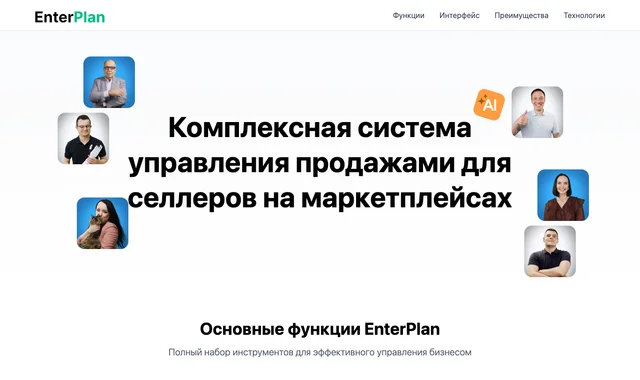 EnterPlan
Функции Интерфейс Преимущества Технологии
AI
Комплексная система
управления продажами для
селлеров на маркетплейсах
Основные функции EnterPlan
Полный набор инструментов для эффективного управления бизнесом